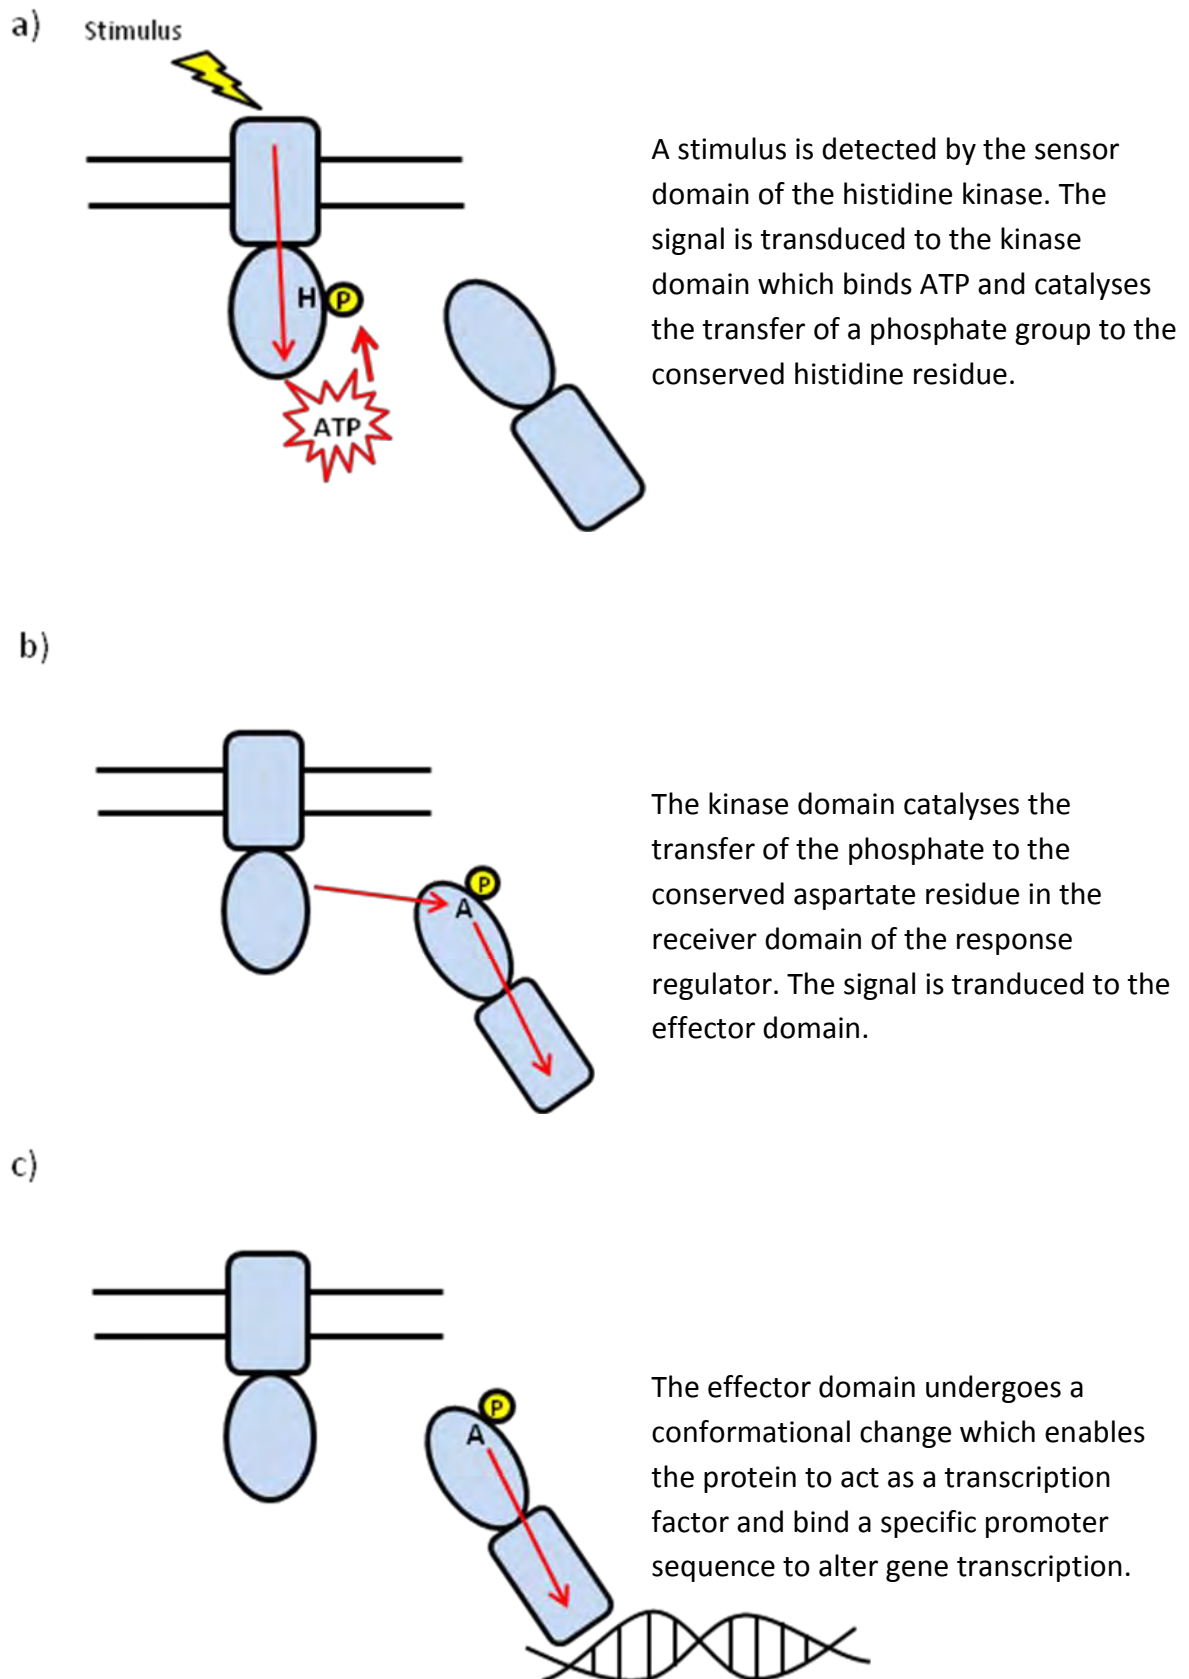 a)
Stimulus
H
P
ATP
A stimulus is detected by the sensor
domain of the histidine kinase. The
signal is transduced to the kinase
domain which binds ATP and catalyses
the transfer of a phosphate group to the
conserved histidine residue.
b)
P
A
The kinase domain catalyses the
transfer of the phosphate to the
conserved aspartate residue in the
receiver domain of the response
regulator. The signal is tranduced to the
effector domain.
c)
P
A
The effector domain undergoes a
conformational change which enables
the protein to act as a transcription
factor and bind a specific promoter
sequence to alter gene transcription.